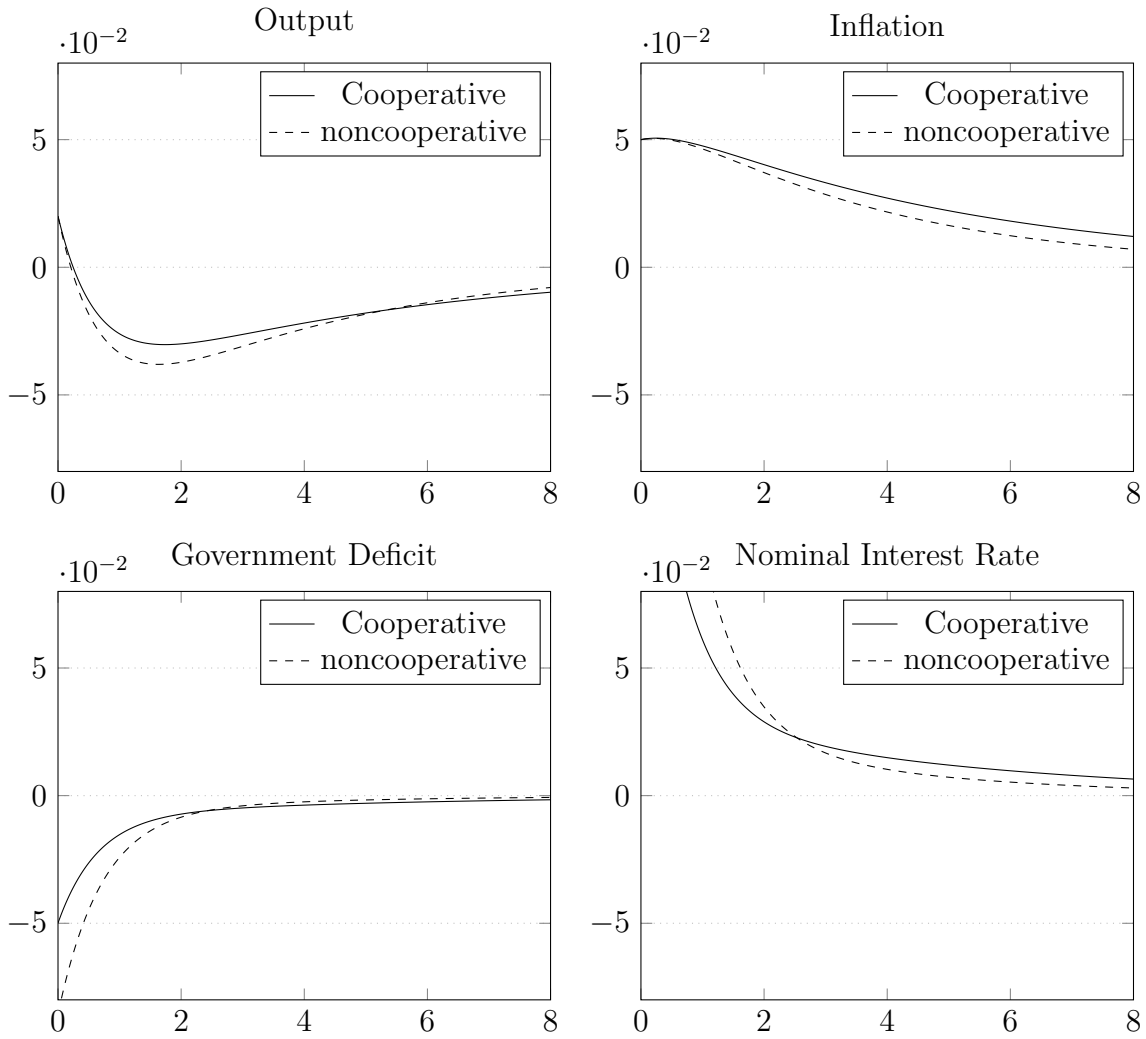 Output
·10⁻²
Cooperative
noncooperative
5
0
−5
0 2 4 6 8
Inflation
·10⁻²
Cooperative
noncooperative
5
0
−5
0 2 4 6 8
Government Deficit
·10⁻²
Cooperative
noncooperative
5
0
−5
0 2 4 6 8
Nominal Interest Rate
·10⁻²
Cooperative
noncooperative
5
0
−5
0 2 4 6 8